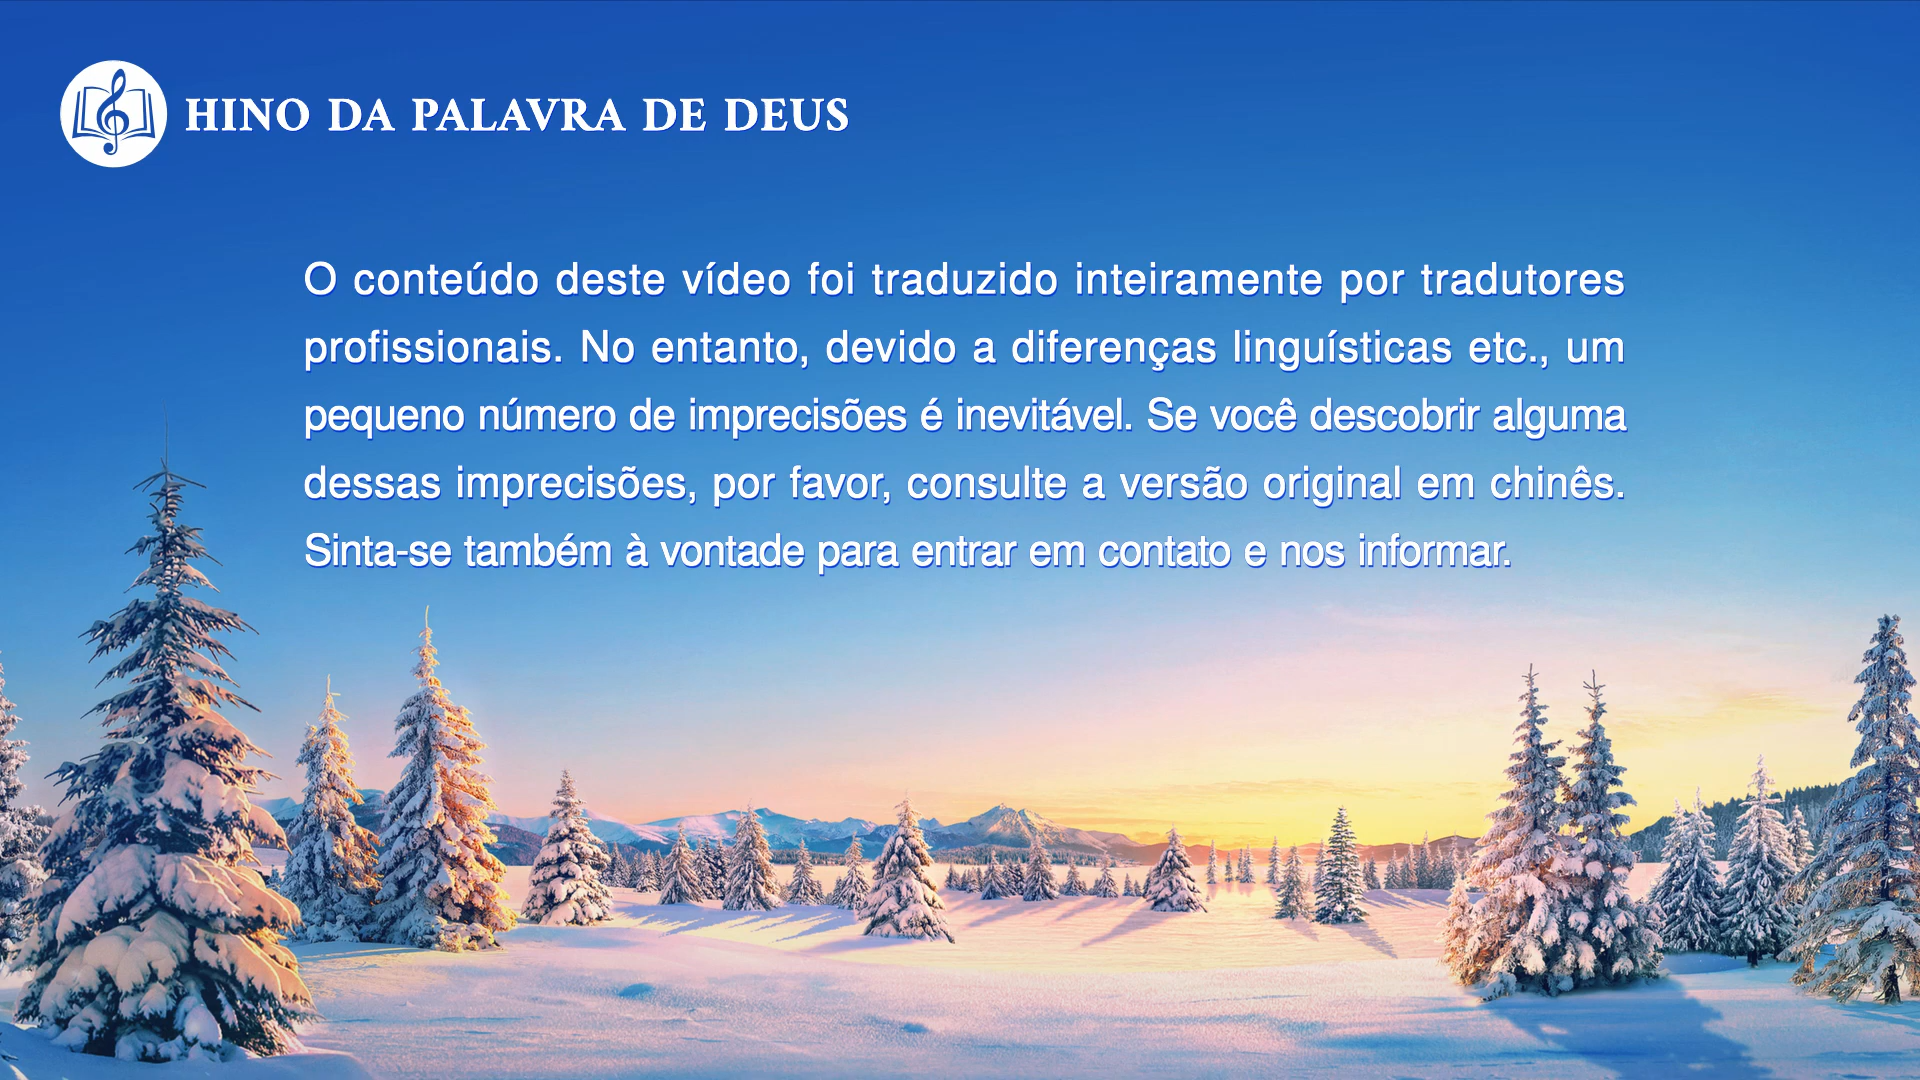 HINO DA PALAVRA DE DEUS
O conteúdo deste vídeo foi traduzido inteiramente por tradutores
profissionais. No entanto, devido a diferenças linguísticas etc., um
pequeno número de imprecisões é inevitável. Se você descobrir alguma
dessas imprecisões, por favor, consulte a versão original em chinês.
Sinta-se também à vontade para entrar em contato e nos informar.